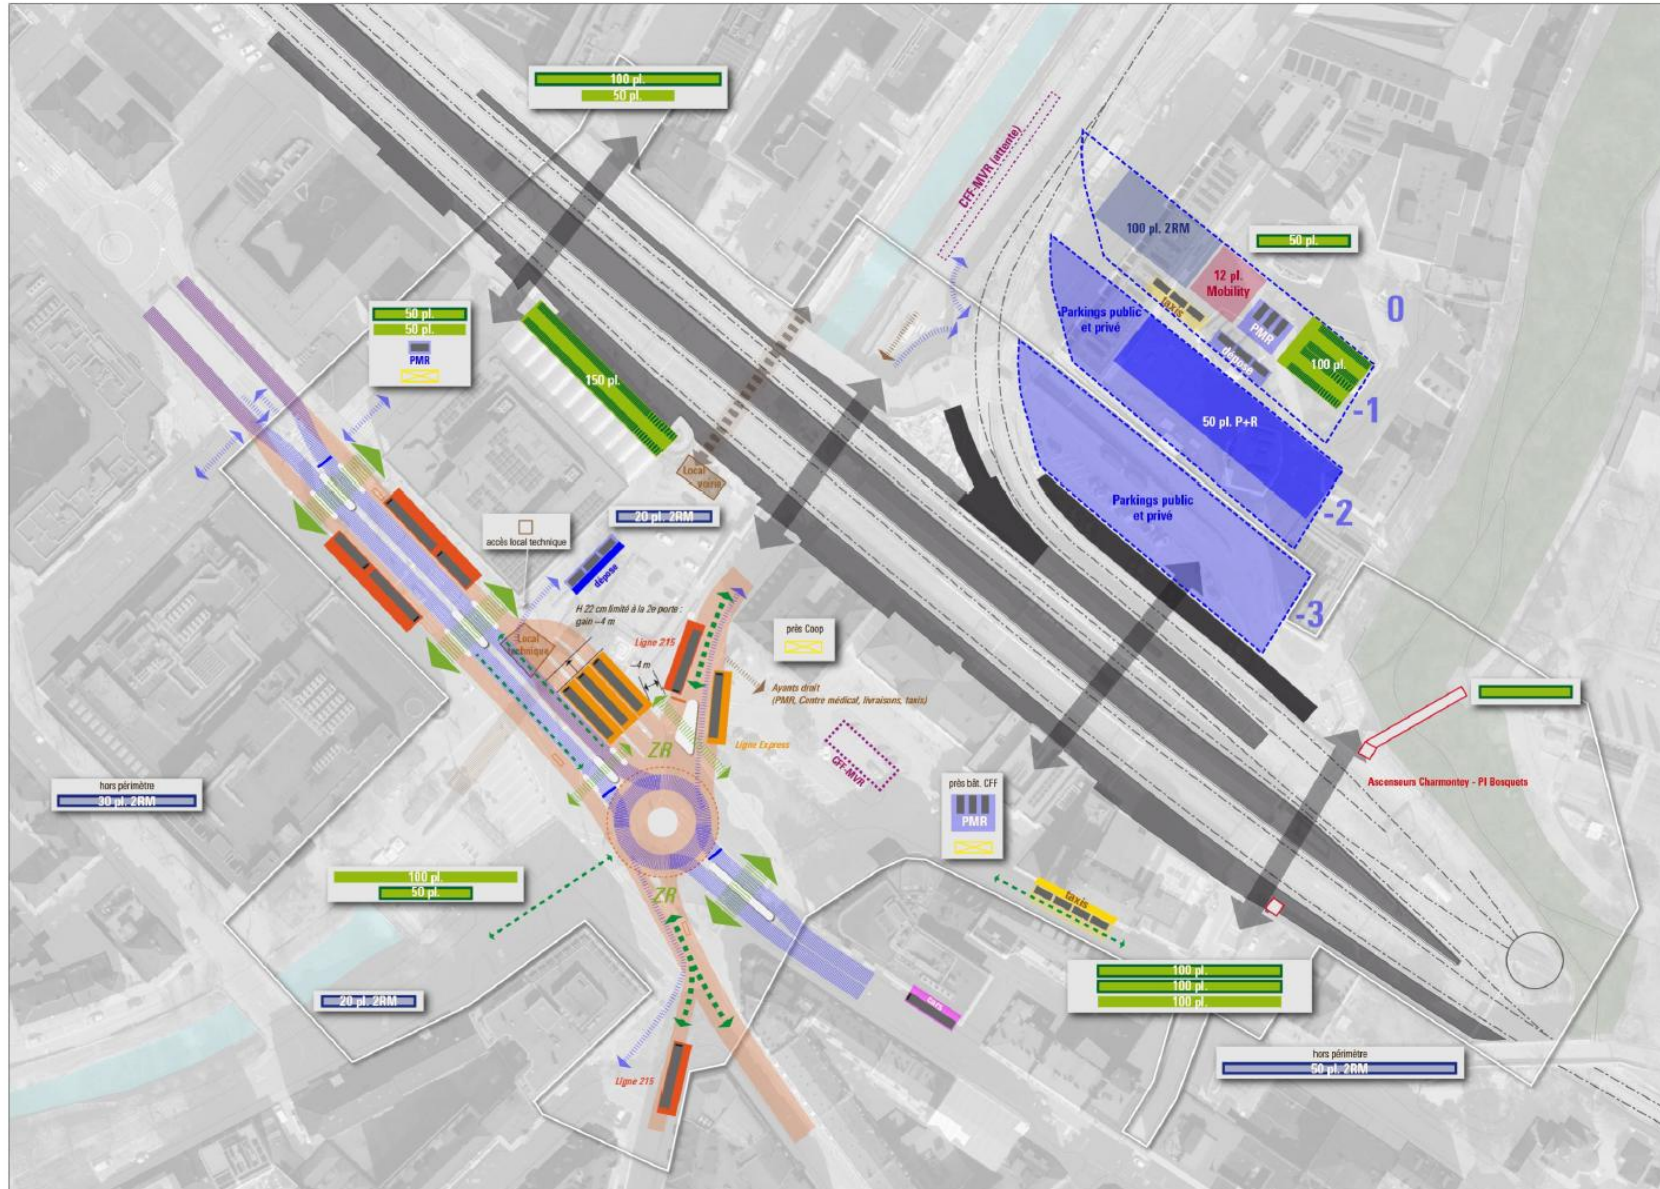 100 pl.
50 pl.
CFF-MVR (attente)
100 pl. 2RM
50 pl.
12 pl.
Mobility
0
taxis
PMR
dépose
100 pl.
-1
Parkings public
et privé
50 pl. P+R
-2
Parkings public
et privé
-3
50 pl.
50 pl.
PMR
150 pl.
Local
voirie
20 pl. 2RM
accès local technique
dépose
H 22 cm limité à la 2e porte :
gain ~4 m
Local
technique
Ligne 215
~4 m
près Coop
Ayants droit
(PMR, Centre médical, livraisons, taxis)
Ligne Express
ZR
CFF-MVR
Ascenseurs Charmontey - PI Bosquets
hors périmètre
30 pl. 2RM
près bât. CFF
PMR
100 pl.
50 pl.
ZR
taxis
20 pl. 2RM
cars
100 pl.
100 pl.
100 pl.
hors périmètre
50 pl. 2RM
Ligne 215